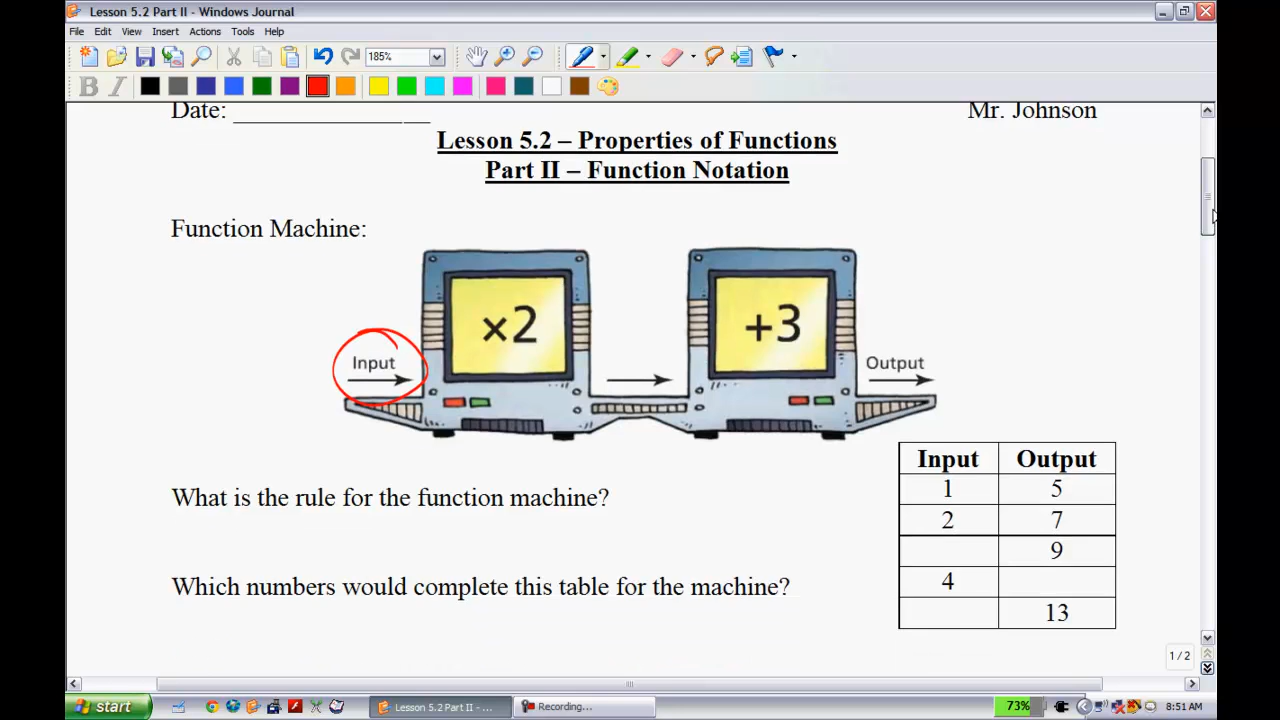 Lesson 5.2 Part II - Windows Journal
File Edit View Insert Actions Tools Help
185%
B I
Date: _______________ Mr. Johnson
Lesson 5.2 – Properties of Functions
Part II – Function Notation
Function Machine:
×2 +3
Input Output
Input Output
1 5
2 7
What is the rule for the function machine?
9
4
Which numbers would complete this table for the machine?
13
1 / 2
start Lesson 5.2 Part II - ... Recording... 73% 8:51 AM